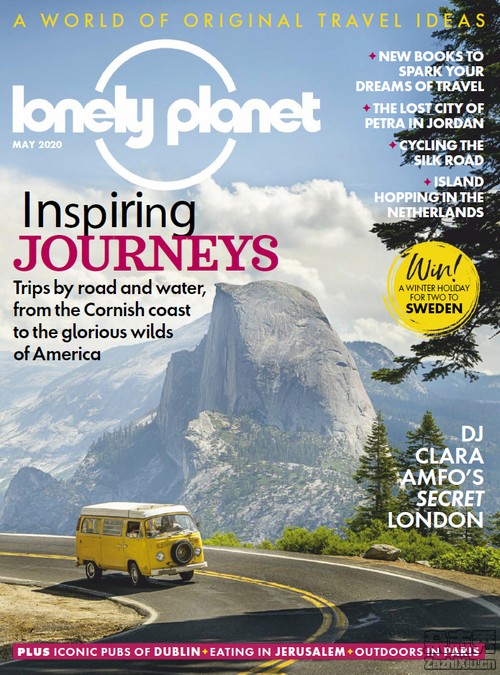 A WORLD OF ORIGINAL TRAVEL IDEAS
lonely planet
MAY 2020
✦NEW BOOKS TO
SPARK YOUR
DREAMS OF TRAVEL
✦THE LOST CITY OF
PETRA IN JORDAN
✦CYCLING THE
SILK ROAD
✦ISLAND
HOPPING IN THE
NETHERLANDS
Inspiring
JOURNEYS
Trips by road and water,
from the Cornish coast
to the glorious wilds
of America
Win!
A WINTER HOLIDAY
FOR TWO TO
SWEDEN
DJ
CLARA
AMFO'S
SECRET
LONDON
PLUS ICONIC PUBS OF DUBLIN✦EATING IN JERUSALEM✦OUTDOORS IN PARIS
ZaZhiXiu.cn